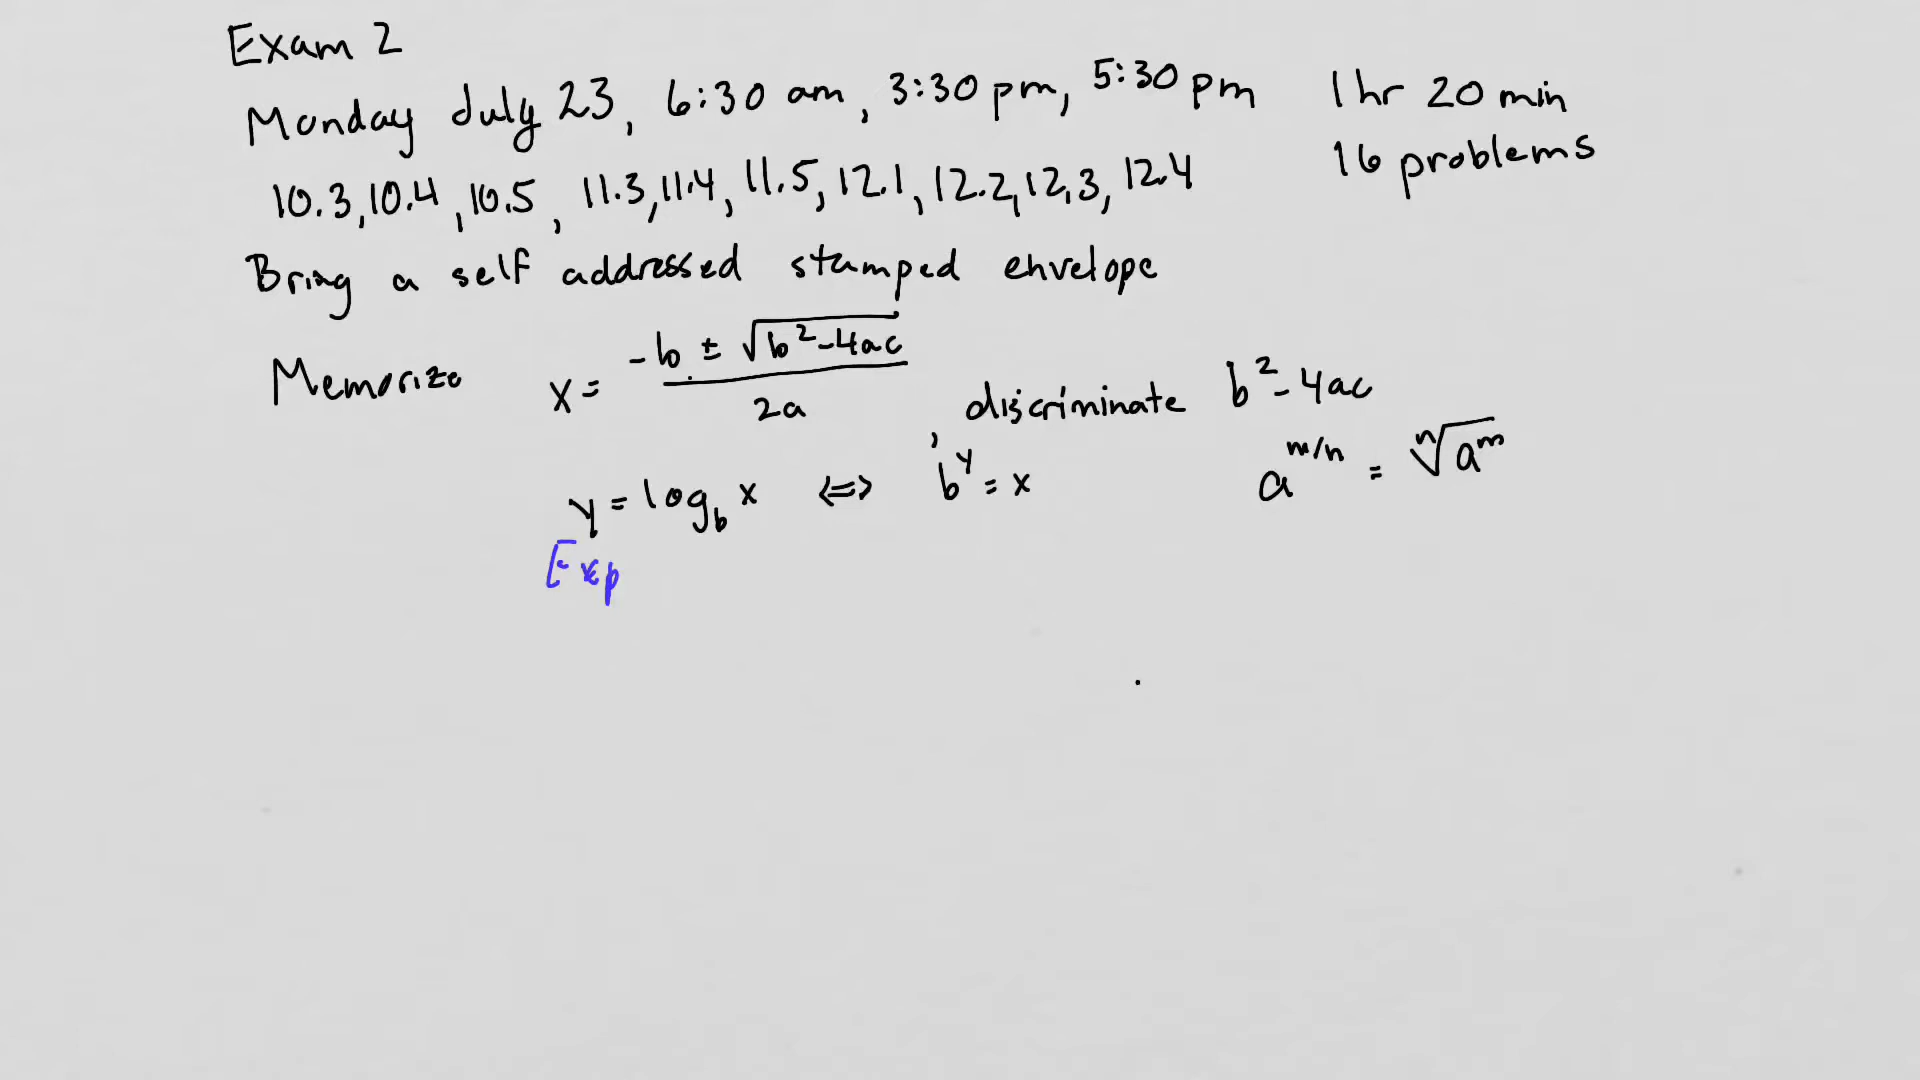 Exam 2
Monday July 23, 6:30 am, 3:30 pm, 5:30 pm 1 hr 20 min
16 problems
10.3, 10.4, 10.5, 11.3, 11.4, 11.5, 12.1, 12.2, 12.3, 12.4
Bring a self addressed stamped envelope
Memorize x = (-b ± √(b²-4ac))/(2a), discriminate b²-4ac
y = log_b x <=> b^y = x a^(m/n) = ⁿ√(a^m)
Exp